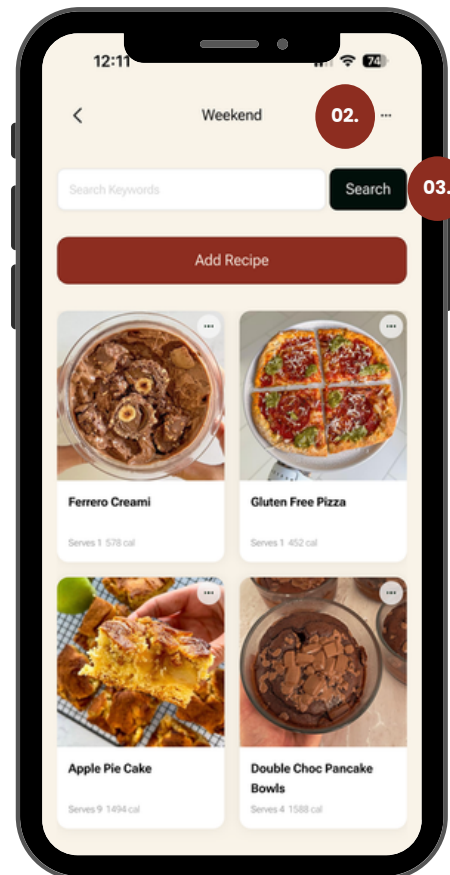 12:11
74
Weekend
02.
Search Keywords
Search
03.
Add Recipe
Ferrero Creami
Gluten Free Pizza
Serves 1 578 cal
Serves 1 452 cal
Apple Pie Cake
Double Choc Pancake
Bowls
Serves 9 1494 cal
Serves 4 1588 cal